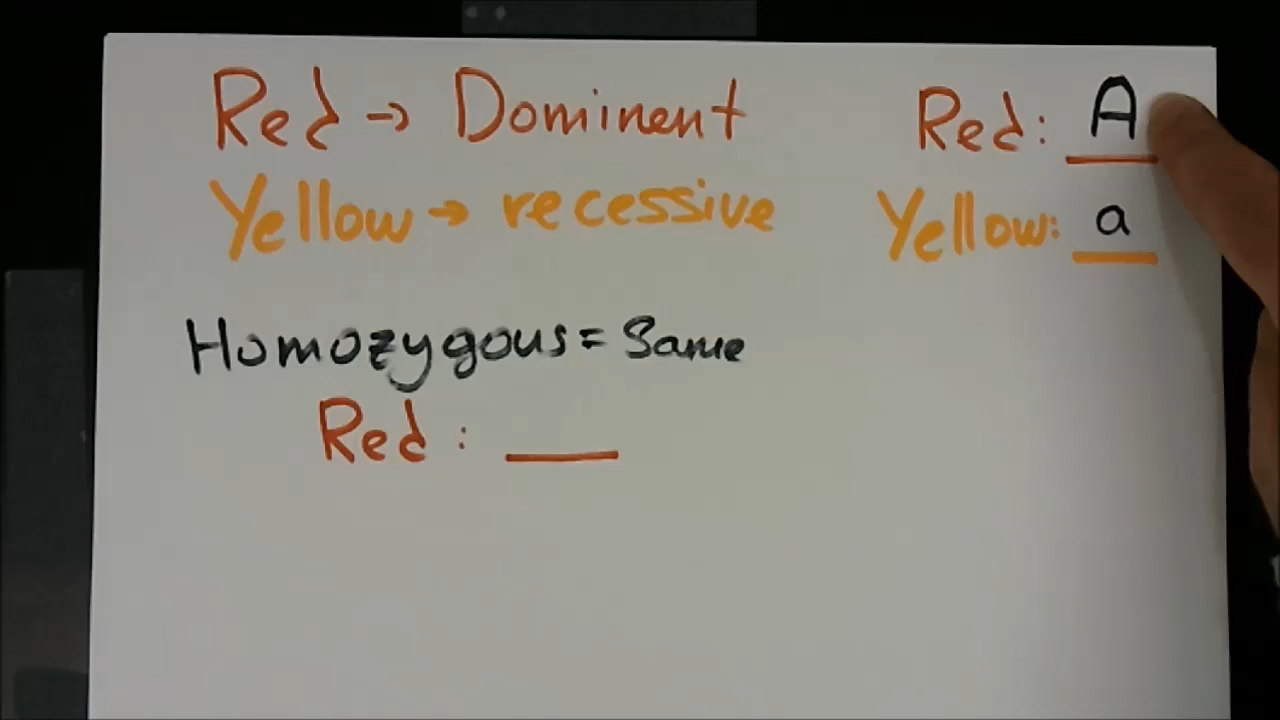 Red → Dominent
Yellow → recessive
Red: A
Yellow: a
Homozygous = Same
Red :